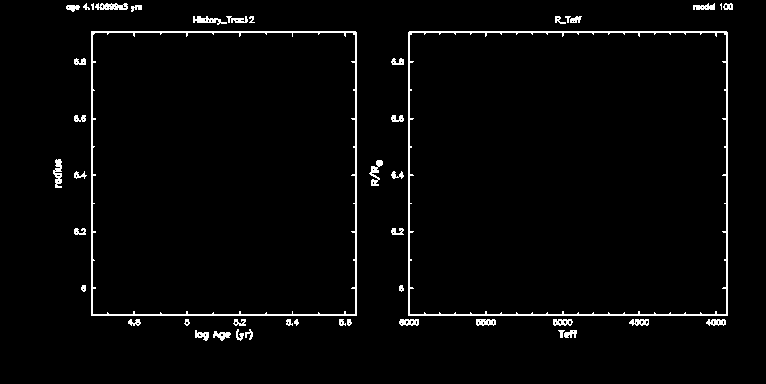 age 4.140899e5 yrs
model 100
History_Track2
R_Teff
6.8
6.6
6.4
6.2
6
radius
4.8
5
5.2
5.4
5.6
log Age (yr)
6.8
6.6
6.4
6.2
6
R/R⊙
6000
5500
5000
4500
4000
Teff